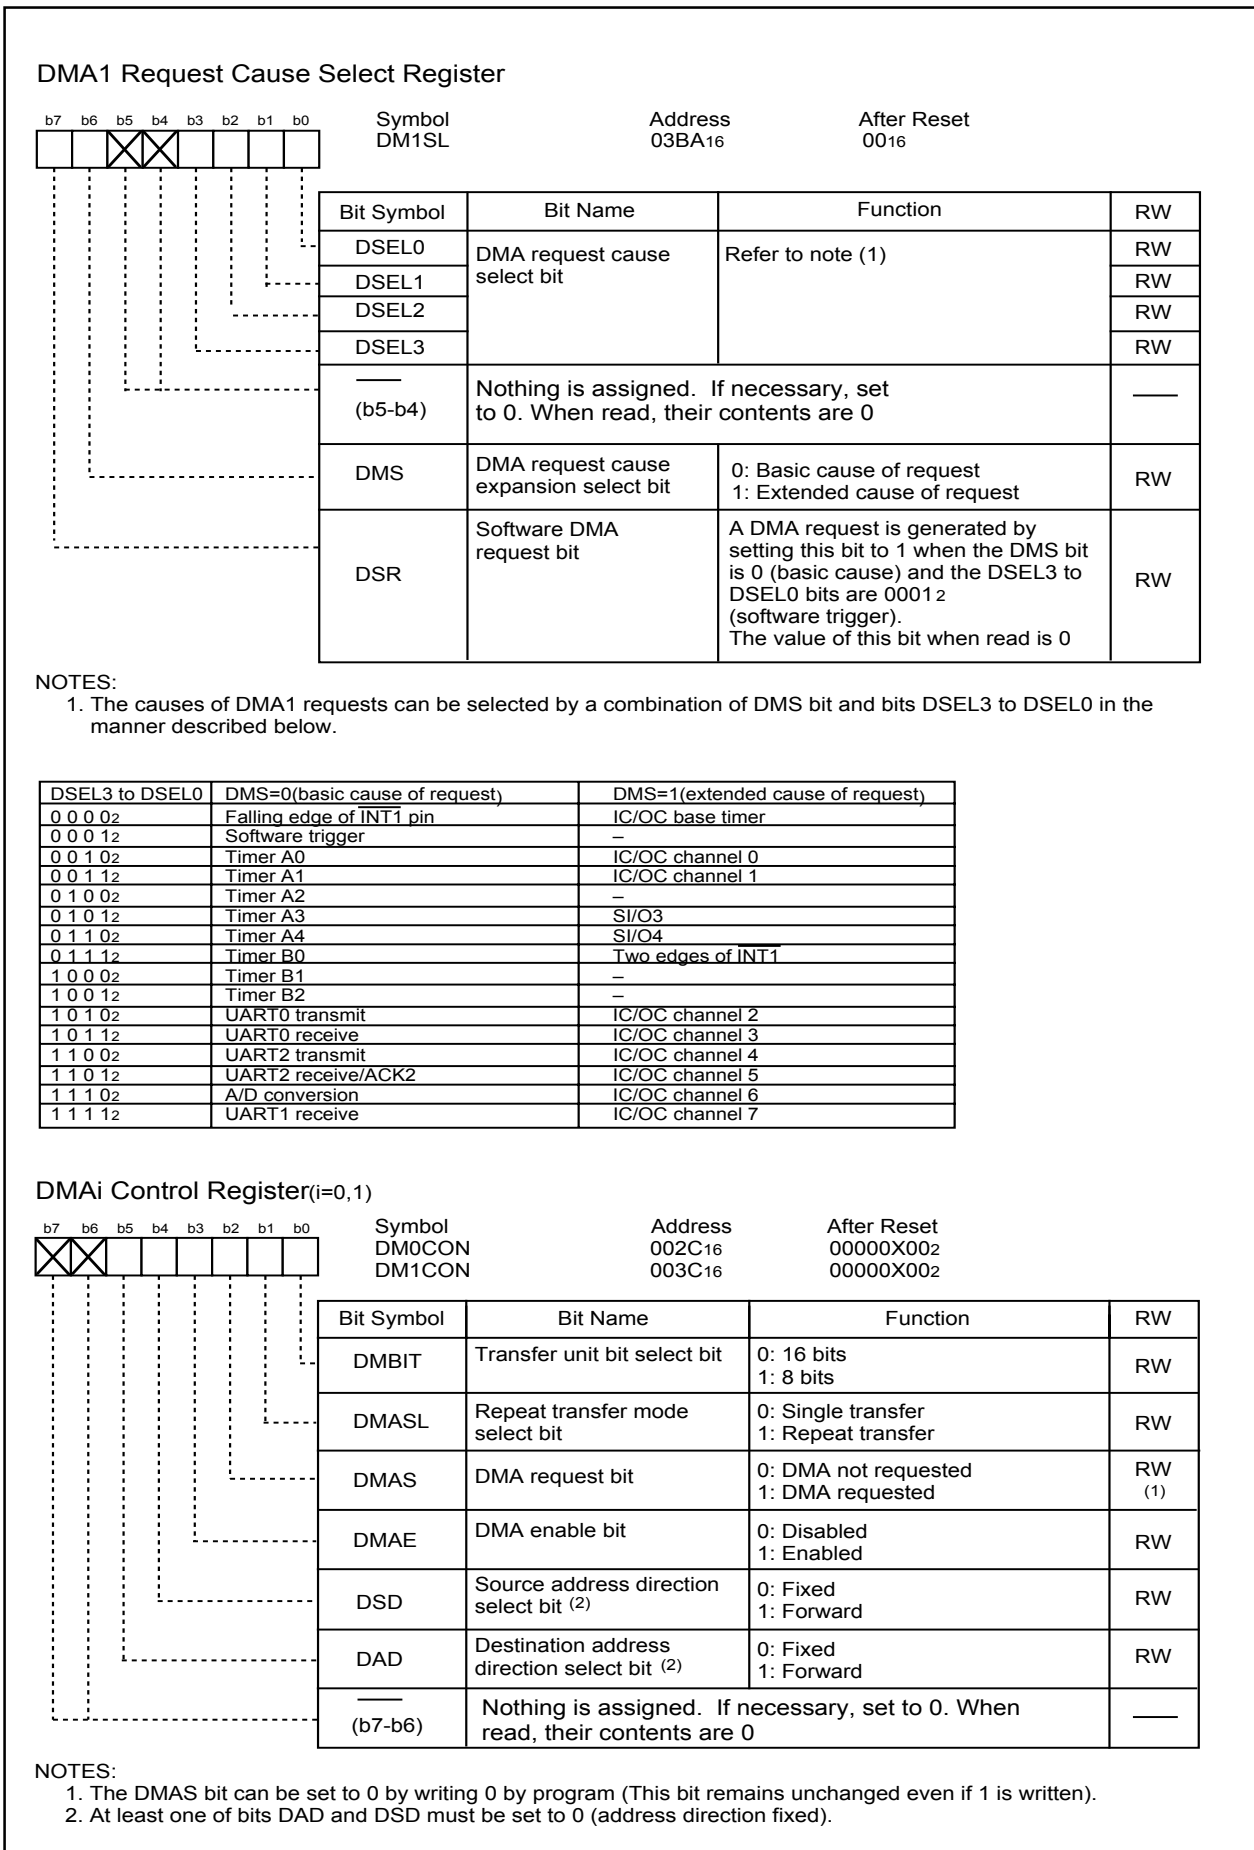 DMA1 Request Cause Select Register
b7 b6 b5 b4 b3 b2 b1 b0
Symbol Address After Reset
DM1SL 03BA16 0016
Bit Symbol Bit Name Function RW
DSEL0 DMA request cause select bit Refer to note (1) RW
DSEL1 RW
DSEL2 RW
DSEL3 RW
(b5-b4) Nothing is assigned. If necessary, set
to 0. When read, their contents are 0
DMS DMA request cause expansion select bit 0: Basic cause of request RW
1: Extended cause of request
DSR Software DMA request bit A DMA request is generated by RW
setting this bit to 1 when the DMS bit
is 0 (basic cause) and the DSEL3 to
DSEL0 bits are 00012
(software trigger).
The value of this bit when read is 0
NOTES:
1. The causes of DMA1 requests can be selected by a combination of DMS bit and bits DSEL3 to DSEL0 in the
manner described below.
DSEL3 to DSEL0 DMS=0(basic cause of request) DMS=1(extended cause of request)
0 0 0 02 Falling edge of INT1 pin IC/OC base timer
0 0 0 12 Software trigger –
0 0 1 02 Timer A0 IC/OC channel 0
0 0 1 12 Timer A1 IC/OC channel 1
0 1 0 02 Timer A2 –
0 1 0 12 Timer A3 SI/O3
0 1 1 02 Timer A4 SI/O4
0 1 1 12 Timer B0 Two edges of INT1
1 0 0 02 Timer B1 –
1 0 0 12 Timer B2 –
1 0 1 02 UART0 transmit IC/OC channel 2
1 0 1 12 UART0 receive IC/OC channel 3
1 1 0 02 UART2 transmit IC/OC channel 4
1 1 0 12 UART2 receive/ACK2 IC/OC channel 5
1 1 1 02 A/D conversion IC/OC channel 6
1 1 1 12 UART1 receive IC/OC channel 7
DMAi Control Register(i=0,1)
b7 b6 b5 b4 b3 b2 b1 b0
Symbol Address After Reset
DM0CON 002C16 00000X002
DM1CON 003C16 00000X002
Bit Symbol Bit Name Function RW
DMBIT Transfer unit bit select bit 0: 16 bits RW
1: 8 bits
DMASL Repeat transfer mode select bit 0: Single transfer RW
1: Repeat transfer
DMAS DMA request bit 0: DMA not requested RW
1: DMA requested (1)
DMAE DMA enable bit 0: Disabled RW
1: Enabled
DSD Source address direction select bit (2) 0: Fixed RW
1: Forward
DAD Destination address direction select bit (2) 0: Fixed RW
1: Forward
(b7-b6) Nothing is assigned. If necessary, set to 0. When
read, their contents are 0
NOTES:
1. The DMAS bit can be set to 0 by writing 0 by program (This bit remains unchanged even if 1 is written).
2. At least one of bits DAD and DSD must be set to 0 (address direction fixed).